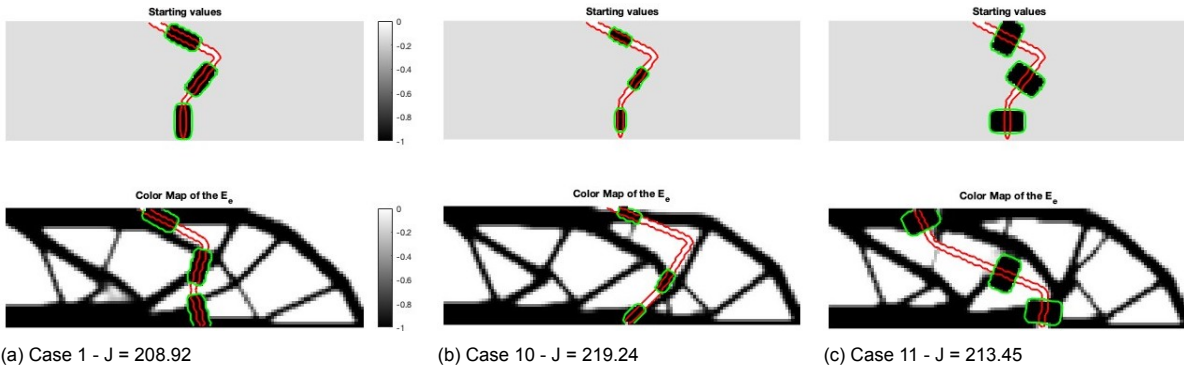 Starting values
Starting values
Starting values
0
-0.2
-0.4
-0.6
-0.8
-1
Color Map of the E_e
Color Map of the E_e
Color Map of the E_e
0
-0.2
-0.4
-0.6
-0.8
-1
(a) Case 1 - J = 208.92
(b) Case 10 - J = 219.24
(c) Case 11 - J = 213.45